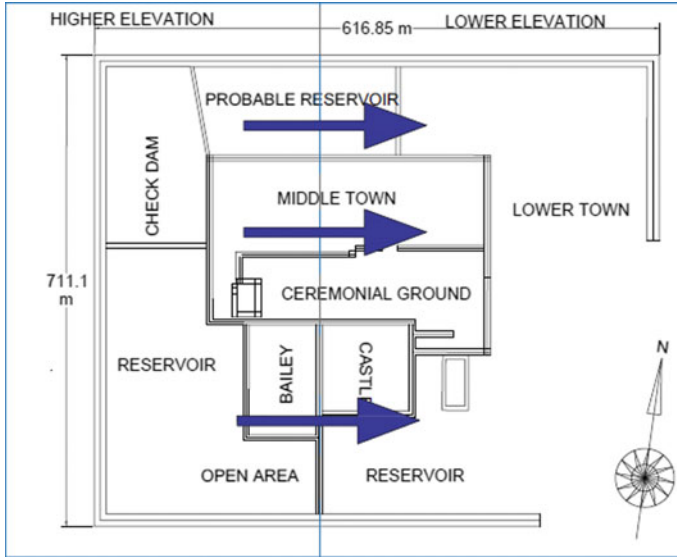 HIGHER ELEVATION
LOWER ELEVATION
616.85 m
PROBABLE RESERVOIR
CHECK DAM
MIDDLE TOWN
LOWER TOWN
711.1
m
CEREMONIAL GROUND
RESERVOIR
BAILEY
CASTL
N
OPEN AREA
RESERVOIR